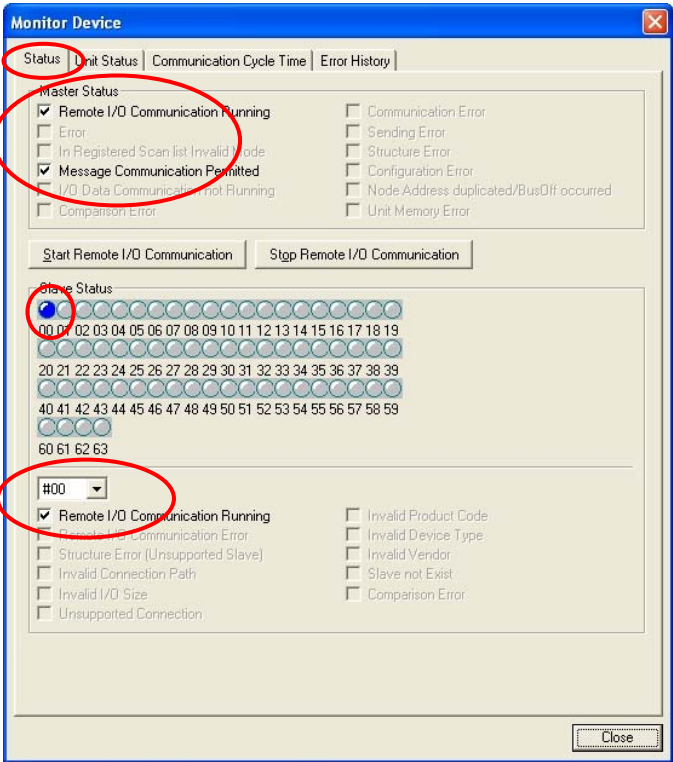 Monitor Device
Status Unit Status Communication Cycle Time Error History
Master Status
Remote I/O Communication Running Communication Error
Error Sending Error
In Registered Scan list Invalid Mode Structure Error
Message Communication Permitted Configuration Error
I/O Data Communication not Running Node Address duplicated/BusOff occurred
Comparison Error Unit Memory Error
Start Remote I/O Communication Stop Remote I/O Communication
Slave Status
00 01 02 03 04 05 06 07 08 09 10 11 12 13 14 15 16 17 18 19
20 21 22 23 24 25 26 27 28 29 30 31 32 33 34 35 36 37 38 39
40 41 42 43 44 45 46 47 48 49 50 51 52 53 54 55 56 57 58 59
60 61 62 63
#00
Remote I/O Communication Running Invalid Product Code
Remote I/O Communication Error Invalid Device Type
Structure Error (Unsupported Slave) Invalid Vendor
Invalid Connection Path Slave not Exist
Invalid I/O Size Comparison Error
Unsupported Connection
Close